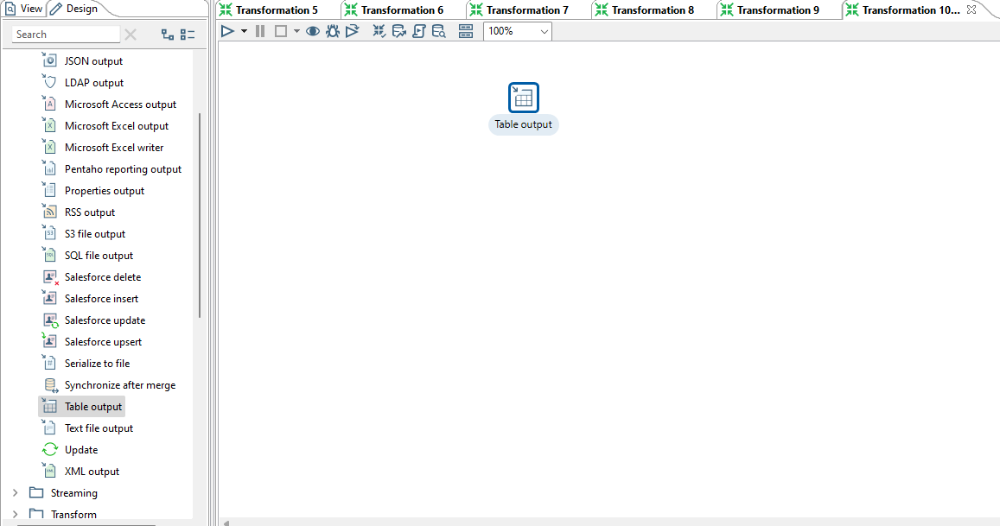 View Design
Transformation 5 Transformation 6 Transformation 7 Transformation 8 Transformation 9 Transformation 10...
Search
100%
JSON output
LDAP output
Microsoft Access output
Microsoft Excel output
Microsoft Excel writer
Pentaho reporting output
Properties output
RSS output
S3 file output
SQL file output
Salesforce delete
Salesforce insert
Salesforce update
Salesforce upsert
Serialize to file
Synchronize after merge
Table output
Text file output
Update
XML output
Streaming
Transform
Table output